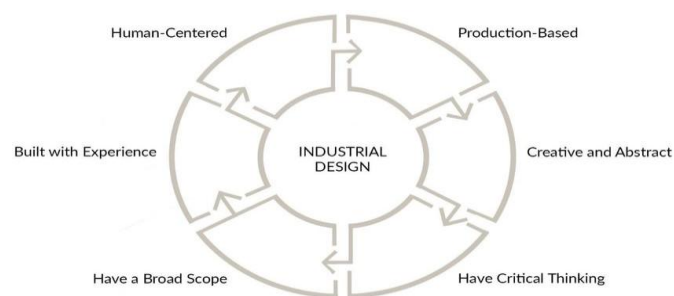 Human-Centered
Production-Based
Built with Experience
INDUSTRIAL
DESIGN
Creative and Abstract
Have a Broad Scope
Have Critical Thinking